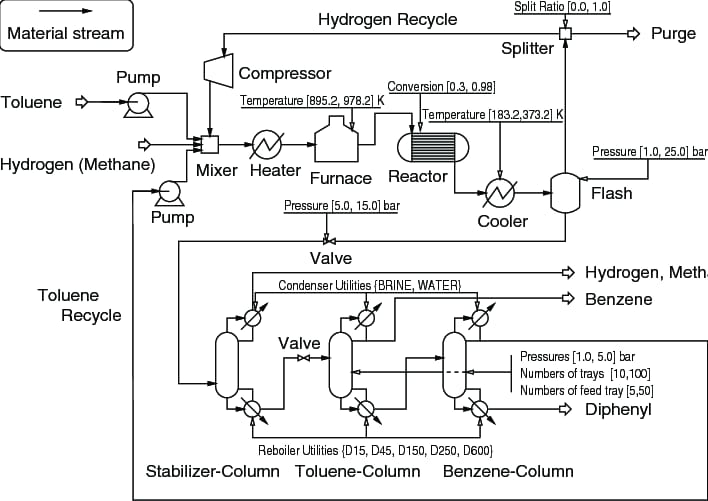 Material stream
Hydrogen Recycle
Split Ratio [0.0, 1.0]
Splitter
Purge
Pump
Compressor
Toluene
Temperature [895.2, 978.2] K
Conversion [0.3, 0.98]
Temperature [183.2,373.2] K
Hydrogen (Methane)
Mixer
Heater
Furnace
Reactor
Pressure [1.0, 25.0] bar
Flash
Cooler
Pump
Pressure [5.0, 15.0] bar
Valve
Toluene
Recycle
Hydrogen, Meth
Condenser Utilities {BRINE, WATER}
Benzene
Valve
Pressures [1.0, 5.0] bar
Numbers of trays [10,100]
Numbers of feed tray [5,50]
Diphenyl
Reboiler Utilities {D15, D45, D150, D250, D600}
Stabilizer-Column
Toluene-Column
Benzene-Column